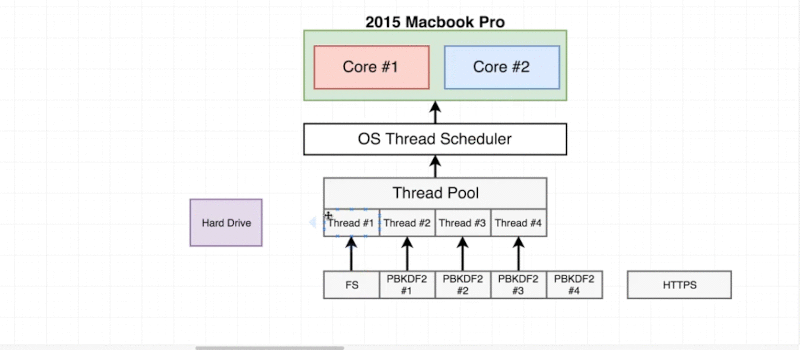 2015 Macbook Pro
Core #1
Core #2
OS Thread Scheduler
Thread Pool
Hard Drive
Thread #1
Thread #2
Thread #3
Thread #4
FS
PBKDF2
#1
PBKDF2
#2
PBKDF2
#3
PBKDF2
#4
HTTPS